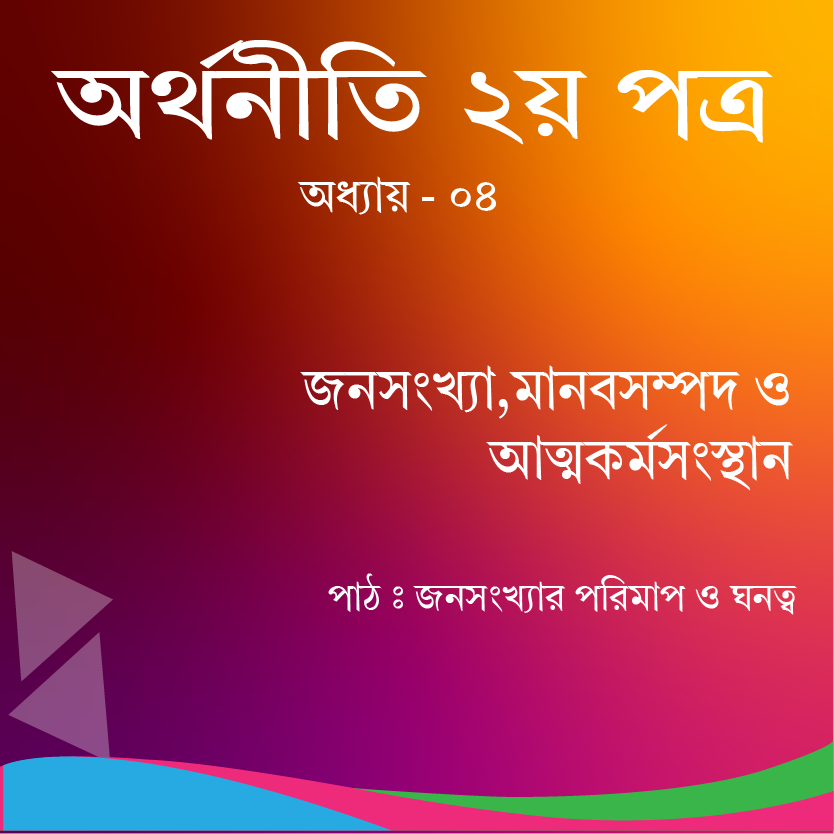 অর্থনীতি ২য় পত্র
অধ্যায় - ০৪
জনসংখ্যা,মানবসম্পদ ও
আত্মকর্মসংস্থান
পাঠ ঃ জনসংখ্যার পরিমাপ ও ঘনত্ব